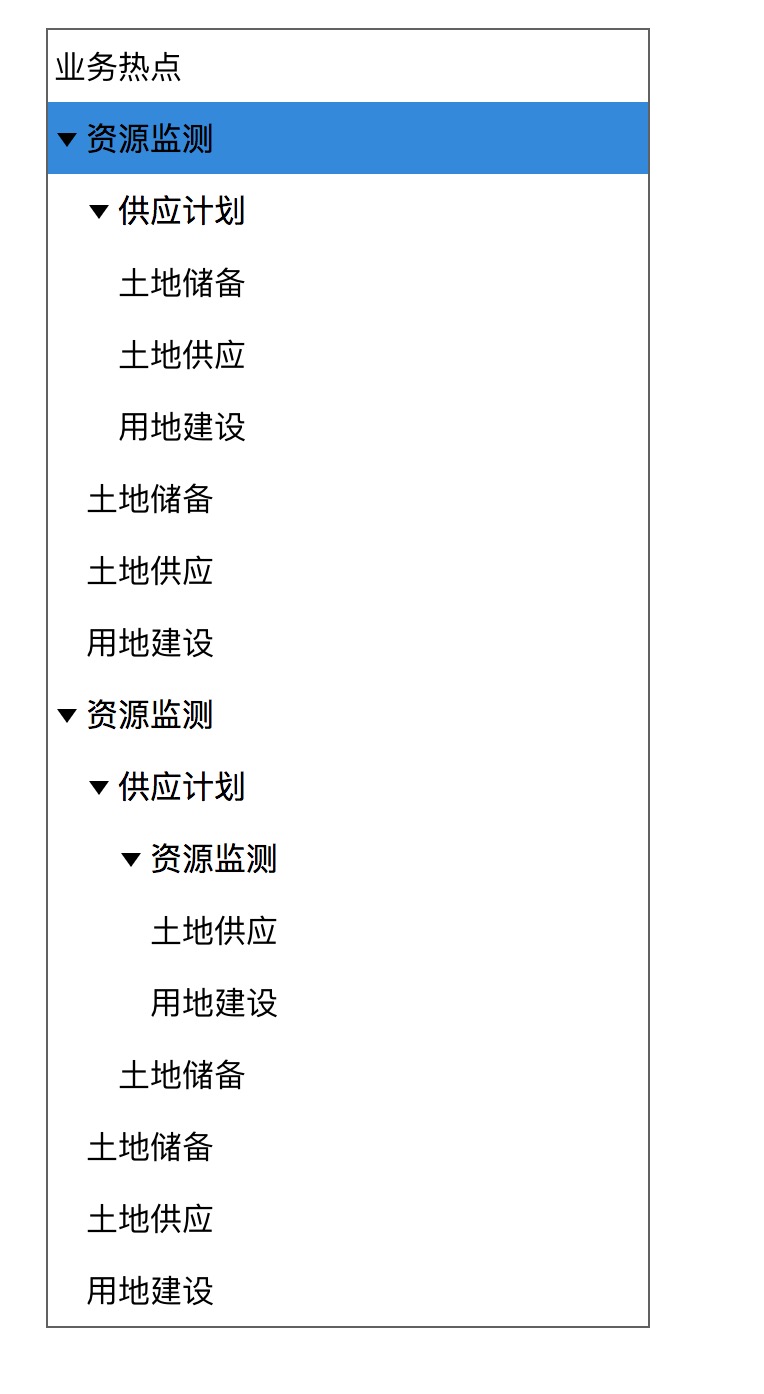 业务热点
资源监测
供应计划
土地储备
土地供应
用地建设
土地储备
土地供应
用地建设
资源监测
供应计划
资源监测
土地供应
用地建设
土地储备
土地储备
土地供应
用地建设